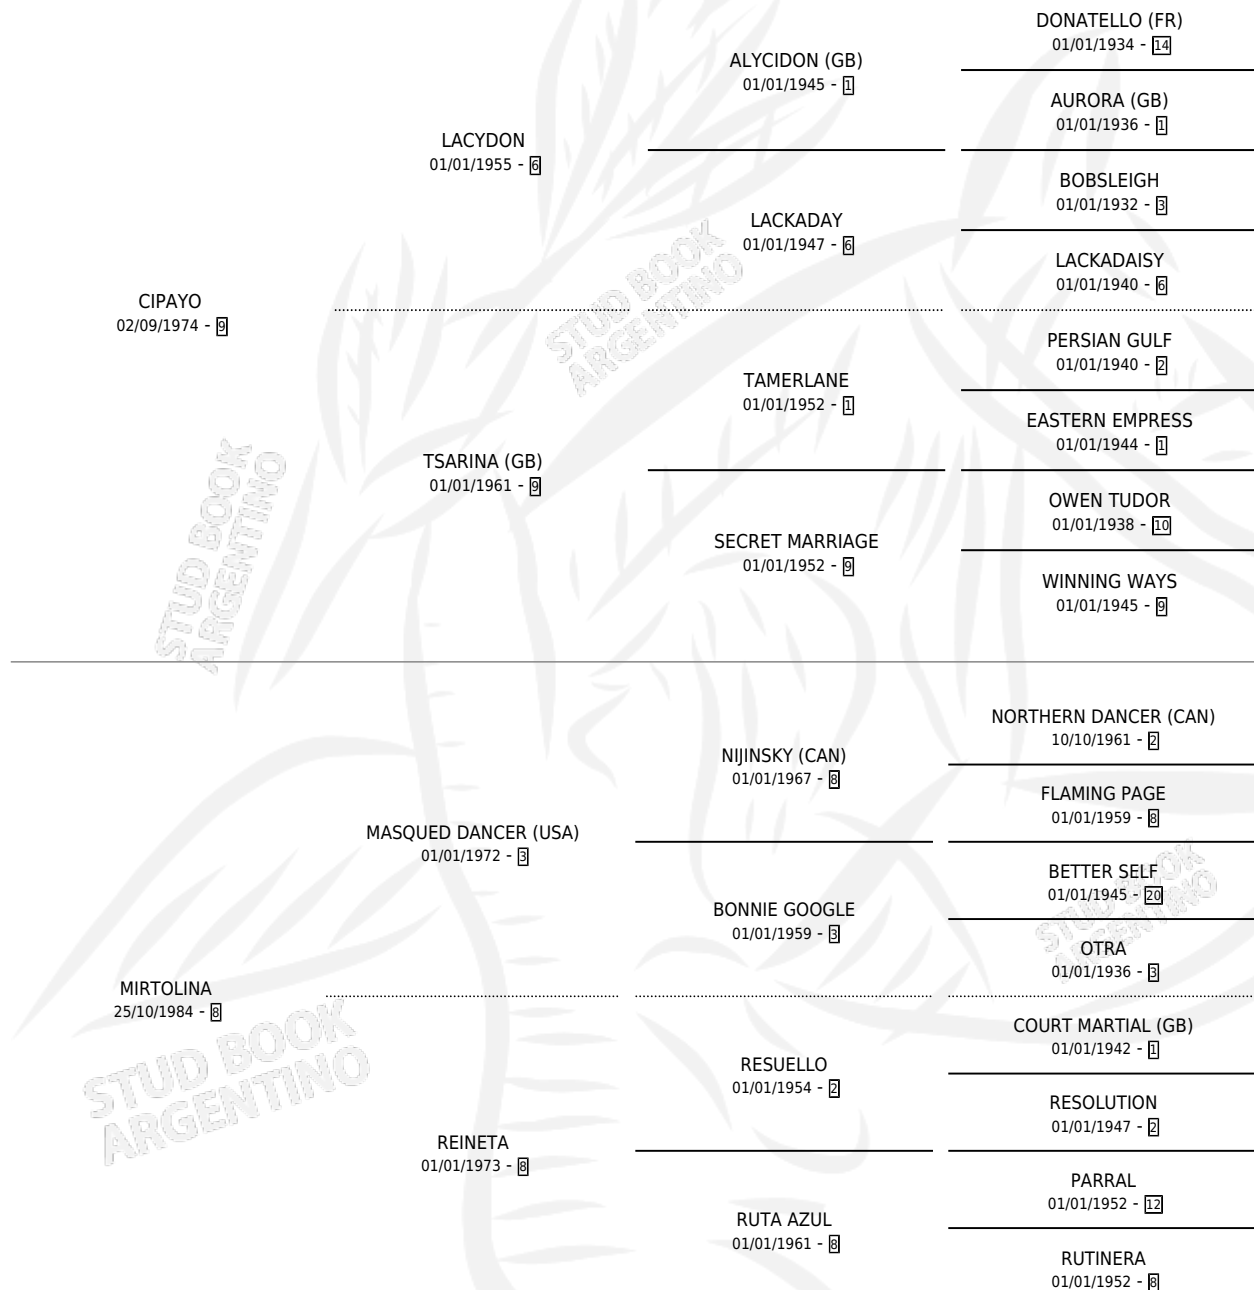 DONATELLO (FR)
01/01/1934 - 14
ALYCIDON (GB)
01/01/1945 - 1
AURORA (GB)
01/01/1936 - 1
LACYDON
01/01/1955 - 6
BOBSLEIGH
01/01/1932 - 3
LACKADAY
01/01/1947 - 6
LACKADAISY
01/01/1940 - 6
CIPAYO
02/09/1974 - 9
PERSIAN GULF
01/01/1940 - 2
TAMERLANE
01/01/1952 - 1
EASTERN EMPRESS
01/01/1944 - 1
TSARINA (GB)
01/01/1961 - 9
OWEN TUDOR
01/01/1938 - 10
SECRET MARRIAGE
01/01/1952 - 9
WINNING WAYS
01/01/1945 - 9
NORTHERN DANCER (CAN)
10/10/1961 - 2
NIJINSKY (CAN)
01/01/1967 - 8
FLAMING PAGE
01/01/1959 - 8
MASQUED DANCER (USA)
01/01/1972 - 3
BETTER SELF
01/01/1945 - 20
BONNIE GOOGLE
01/01/1959 - 3
OTRA
01/01/1936 - 3
MIRTOLINA
25/10/1984 - 8
COURT MARTIAL (GB)
01/01/1942 - 1
RESUELLO
01/01/1954 - 2
RESOLUTION
01/01/1947 - 2
REINETA
01/01/1973 - 8
PARRAL
01/01/1952 - 12
RUTA AZUL
01/01/1961 - 8
RUTINERA
01/01/1952 - 8
STUD BOOK
ARGENTINO
STUD BOOK
ARGENTINO
STUD BOOK
ARGENTINO
STUD BOOK
ARGENTINO